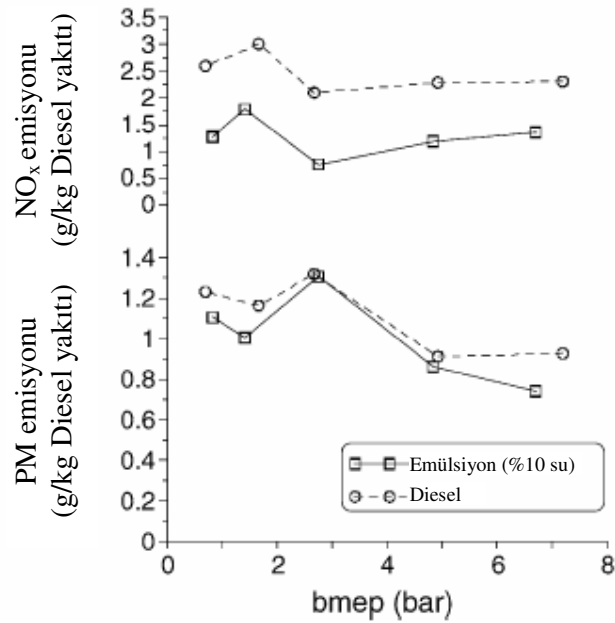 NOx emisyonu
(g/kg Diesel yakıtı)
3.5
3
2.5
2
1.5
1
0.5
0
PM emisyonu
(g/kg Diesel yakıtı)
1.4
1.2
1
0.8
0.6
0.4
0.2
0
Emülsiyon (%10 su)
Diesel
0 2 4 6 8
bmep (bar)